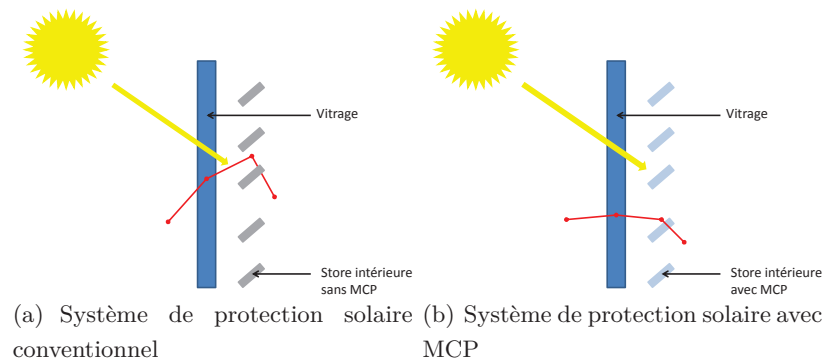 Vitrage
Store intérieure
sans MCP
(a) Système de protection solaire
conventionnel
Vitrage
Store intérieure
avec MCP
(b) Système de protection solaire avec
MCP